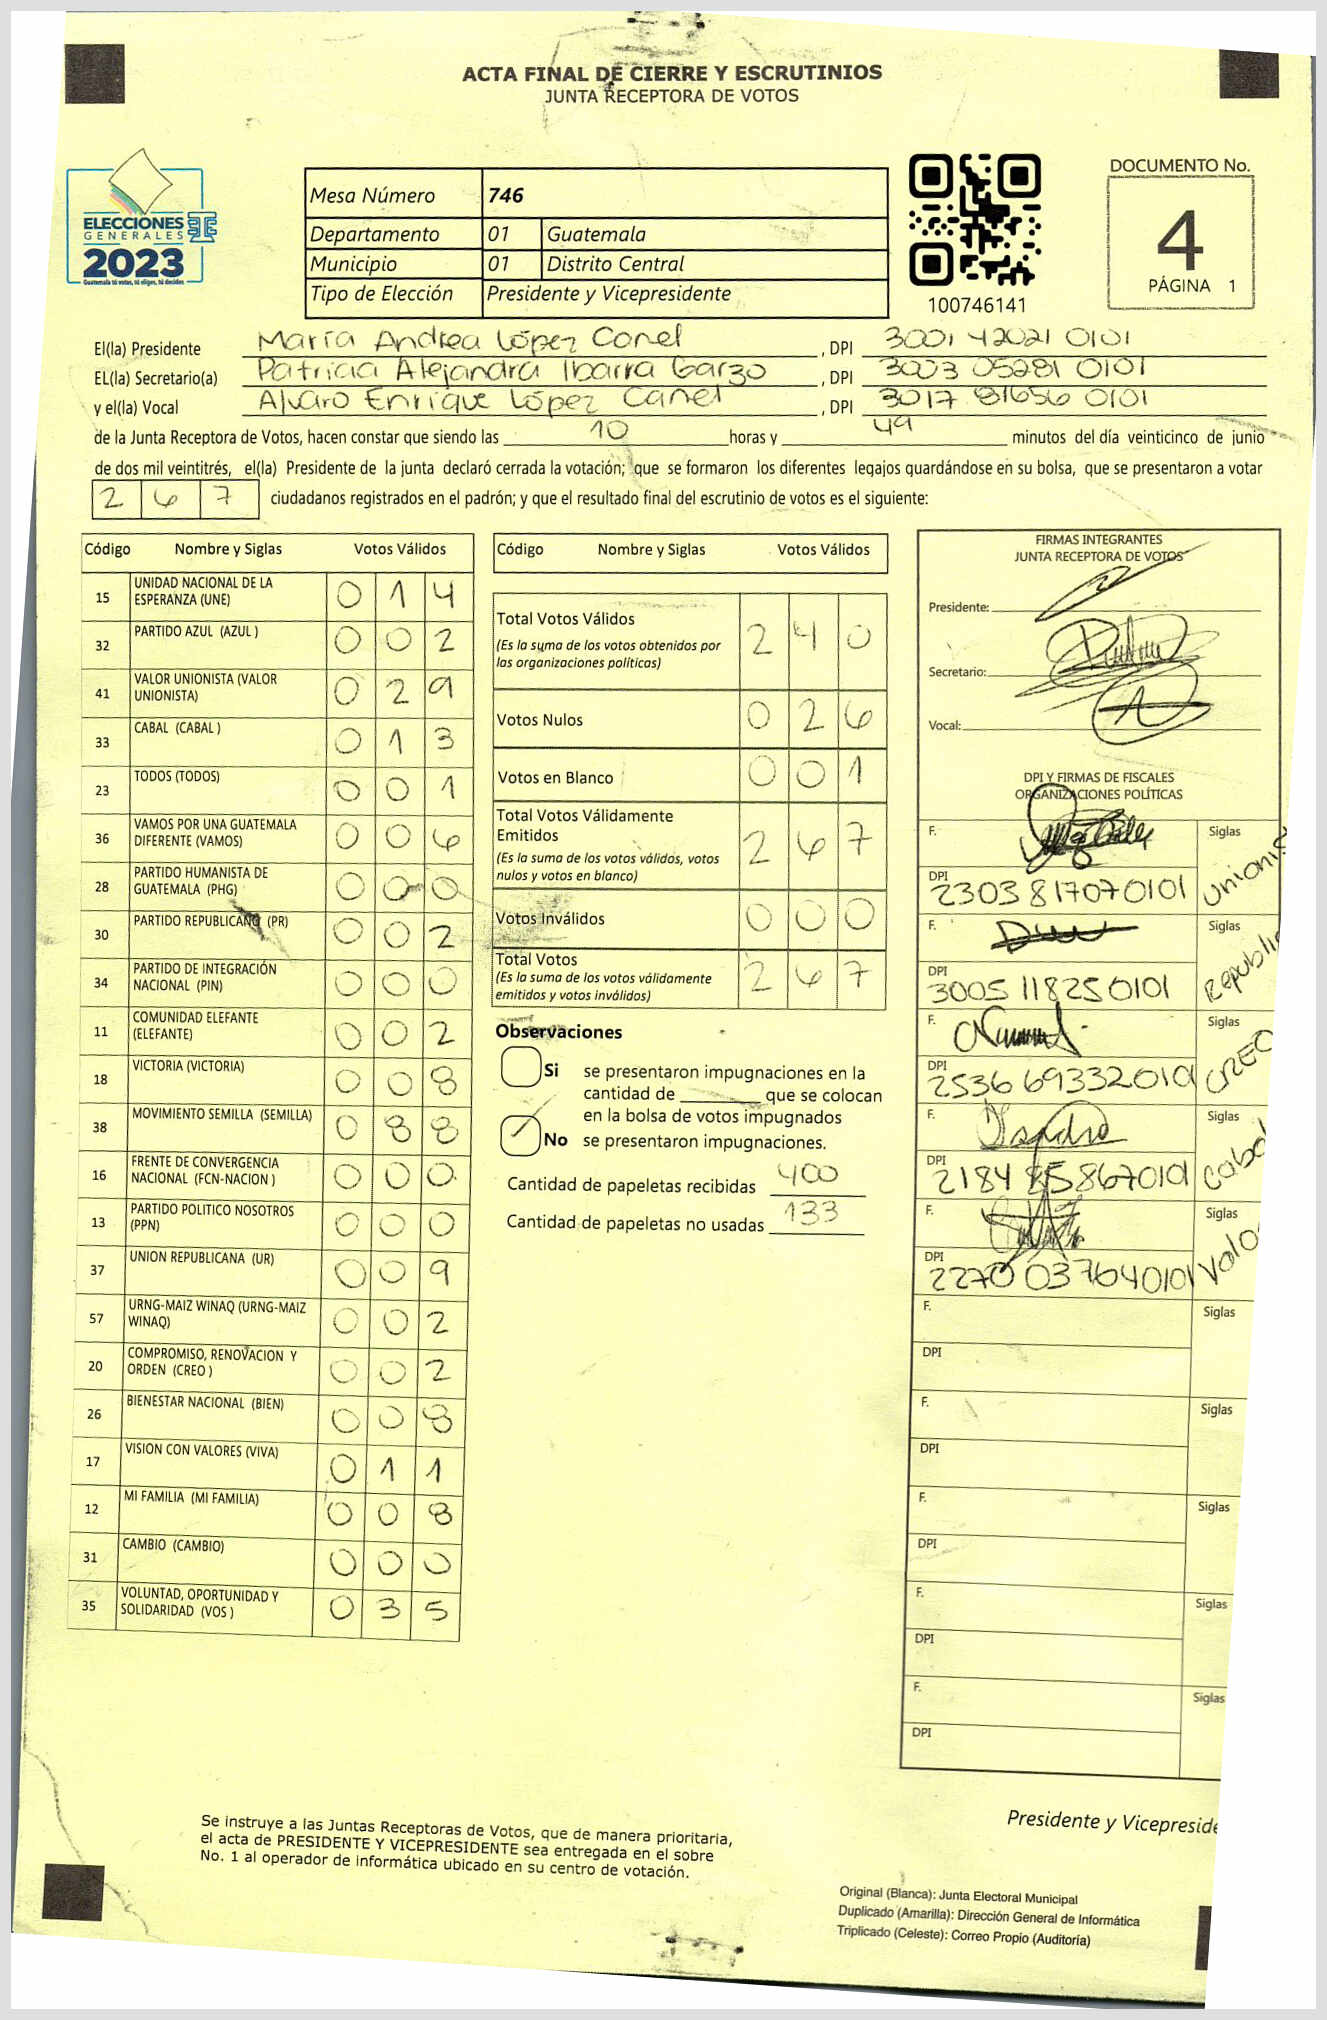 ACTA FINAL DE CIERRE Y ESCRUTINIOS
JUNTA RECEPTORA DE VOTOS
ELECCIONES
GENERALES
2023
Guatemala tú votas, tú eliges, tú decides
Mesa Número 746
Departamento 01 Guatemala
Municipio 01 Distrito Central
Tipo de Elección Presidente y Vicepresidente
100746141
DOCUMENTO No.
4
PÁGINA 1
El(la) Presidente María Andrea López Canel , DPI 3001 42021 0101
EL(la) Secretario(a) Patricia Alejandra Ibarra Garzo , DPI 3003 05281 0101
y el(la) Vocal Alvaro Enrique López Canel , DPI 3017 81656 0101
de la Junta Receptora de Votos, hacen constar que siendo las 10 horas y 49 minutos del día veinticinco de junio
de dos mil veintitrés, el(la) Presidente de la junta declaró cerrada la votación; que se formaron los diferentes legajos guardándose en su bolsa, que se presentaron a votar
2 6 7 ciudadanos registrados en el padrón; y que el resultado final del escrutinio de votos es el siguiente:
Código Nombre y Siglas Votos Válidos
15 UNIDAD NACIONAL DE LA ESPERANZA (UNE) 0 1 4
32 PARTIDO AZUL (AZUL ) 0 0 2
41 VALOR UNIONISTA (VALOR UNIONISTA) 0 2 9
33 CABAL (CABAL ) 0 1 3
23 TODOS (TODOS) 0 0 1
36 VAMOS POR UNA GUATEMALA DIFERENTE (VAMOS) 0 0 6
28 PARTIDO HUMANISTA DE GUATEMALA (PHG) 0 0 0
30 PARTIDO REPUBLICANO (PR) 0 0 2
34 PARTIDO DE INTEGRACIÓN NACIONAL (PIN) 0 0 0
11 COMUNIDAD ELEFANTE (ELEFANTE) 0 0 2
18 VICTORIA (VICTORIA) 0 0 8
38 MOVIMIENTO SEMILLA (SEMILLA) 0 8 8
16 FRENTE DE CONVERGENCIA NACIONAL (FCN-NACION ) 0 0 0
13 PARTIDO POLITICO NOSOTROS (PPN) 0 0 0
37 UNION REPUBLICANA (UR) 0 0 9
57 URNG-MAIZ WINAQ (URNG-MAIZ WINAQ) 0 0 2
20 COMPROMISO, RENOVACION Y ORDEN (CREO ) 0 0 2
26 BIENESTAR NACIONAL (BIEN) 0 0 8
17 VISION CON VALORES (VIVA) 0 1 1
12 MI FAMILIA (MI FAMILIA) 0 0 8
31 CAMBIO (CAMBIO) 0 0 0
35 VOLUNTAD, OPORTUNIDAD Y SOLIDARIDAD (VOS ) 0 3 5
Código Nombre y Siglas Votos Válidos
Total Votos Válidos 2 4 0
(Es la suma de los votos obtenidos por
las organizaciones políticas)
Votos Nulos 0 2 6
Votos en Blanco 0 0 1
Total Votos Válidamente
Emitidos 2 6 7
(Es la suma de los votos válidos, votos
nulos y votos en blanco)
Votos Inválidos 0 0 0
Total Votos 2 6 7
(Es la suma de los votos válidamente
emitidos y votos inválidos)
Observaciones
Si se presentaron impugnaciones en la
cantidad de ________ que se colocan
en la bolsa de votos impugnados
No se presentaron impugnaciones.
Cantidad de papeletas recibidas 400
Cantidad de papeletas no usadas 133
FIRMAS INTEGRANTES
JUNTA RECEPTORA DE VOTOS
Presidente:
Secretario:
Vocal:
DPI Y FIRMAS DE FISCALES
ORGANIZACIONES POLÍTICAS
F. Siglas
DPI 2303 817070101 Unionis
F. Siglas
DPI 3005 118250101 Republi
F. Siglas
DPI 2536 693320101 CREO
F. Siglas
DPI 2184 858670101 Cabal
F. Siglas
DPI 2270 037640101 Valo
F. Siglas
DPI
F. Siglas
DPI
F. Siglas
DPI
F. Siglas
DPI
F. Siglas
DPI
Se instruye a las Juntas Receptoras de Votos, que de manera prioritaria,
el acta de PRESIDENTE Y VICEPRESIDENTE sea entregada en el sobre
No. 1 al operador de informática ubicado en su centro de votación.
Presidente y Vicepreside
Original (Blanca): Junta Electoral Municipal
Duplicado (Amarilla): Dirección General de Informática
Triplicado (Celeste): Correo Propio (Auditoría)